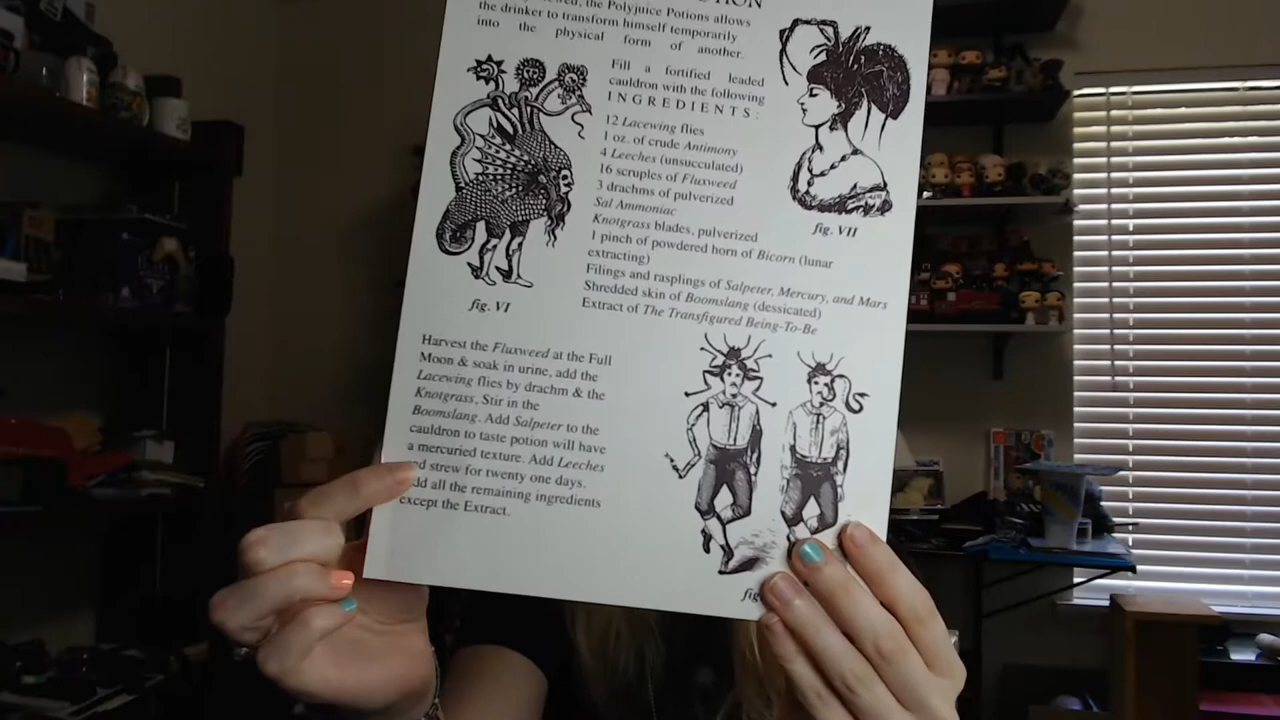 the Polyjuice Potions allows
the drinker to transform himself temporarily
into the physical form of another.
Fill a fortified leaded
cauldron with the following
INGREDIENTS:
12 Lacewing flies
1 oz. of crude Antimony
4 Leeches (unsucculated)
16 scruples of Fluxweed
3 drachms of pulverized
Sal Ammoniac
Knotgrass blades, pulverized
1 pinch of powdered horn of Bicorn (lunar
extracting)
Filings and rasplings of Salpeter, Mercury, and Mars
Shredded skin of Boomslang (dessicated)
Extract of The Transfigured Being-To-Be
fig. VII
fig. VI
Harvest the Fluxweed at the Full
Moon & soak in urine, add the
Lacewing flies by drachm & the
Knotgrass, Stir in the
Boomslang. Add Salpeter to the
cauldron to taste potion will have
a mercuried texture. Add Leeches
strew for twenty one days.
all the remaining ingredients
except the Extract.
fig